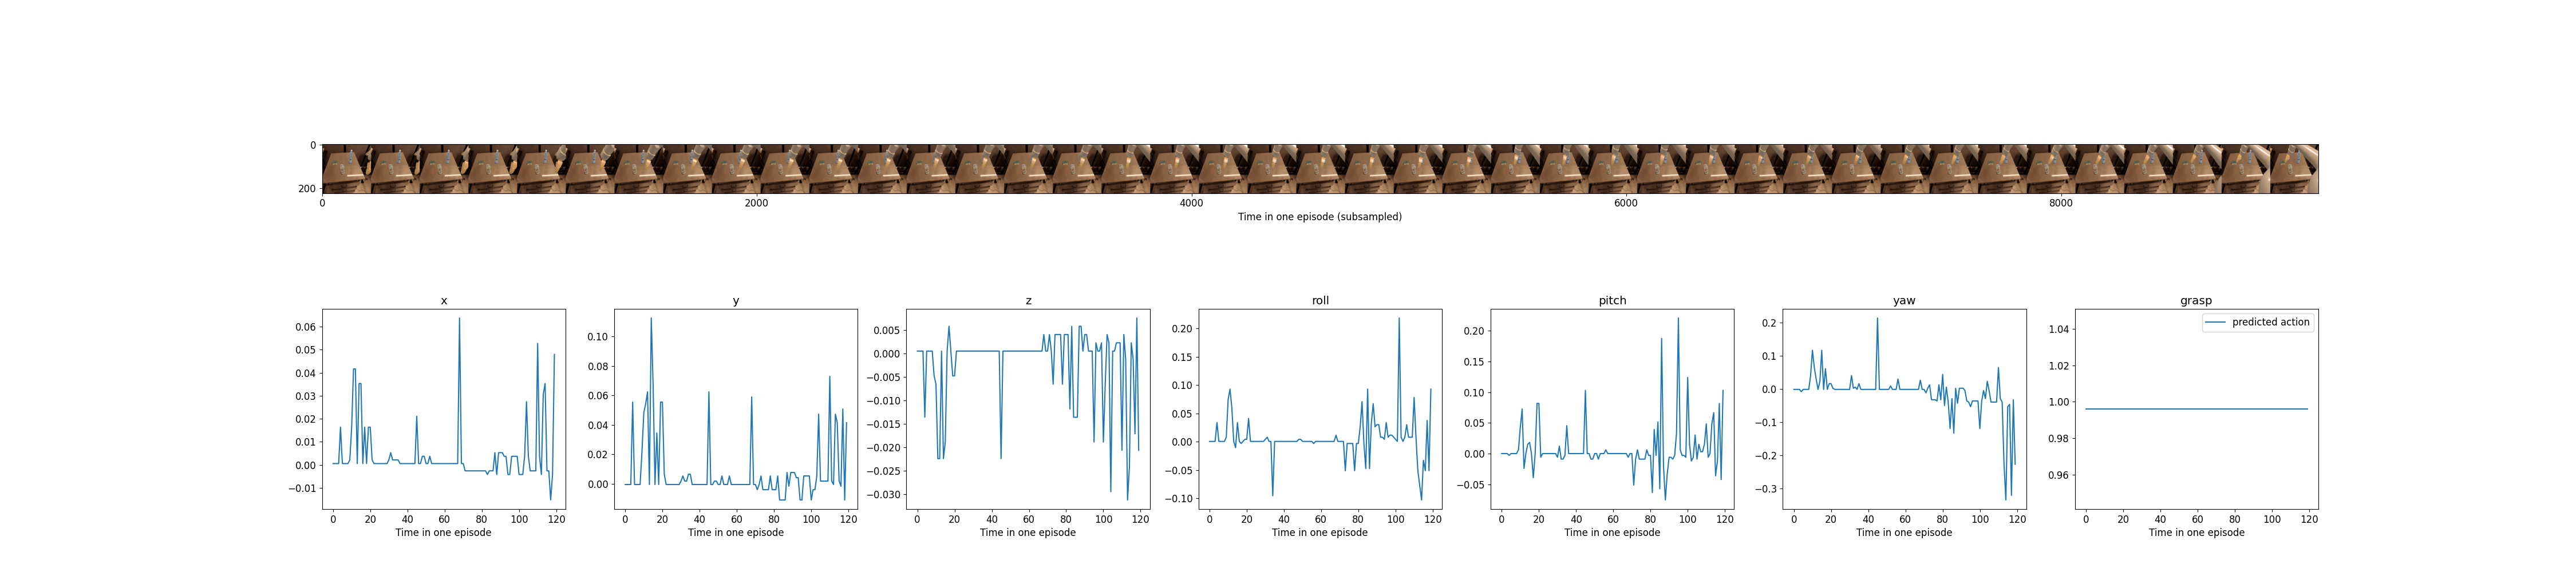 0
200
0 2000 4000 6000 8000
Time in one episode (subsampled)
x
0.06
0.05
0.04
0.03
0.02
0.01
0.00
−0.01
0 20 40 60 80 100 120
Time in one episode
y
0.10
0.08
0.06
0.04
0.02
0.00
0 20 40 60 80 100 120
Time in one episode
z
0.005
0.000
−0.005
−0.010
−0.015
−0.020
−0.025
−0.030
0 20 40 60 80 100 120
Time in one episode
roll
0.20
0.15
0.10
0.05
0.00
−0.05
−0.10
0 20 40 60 80 100 120
Time in one episode
pitch
0.20
0.15
0.10
0.05
0.00
−0.05
0 20 40 60 80 100 120
Time in one episode
yaw
0.2
0.1
0.0
−0.1
−0.2
−0.3
0 20 40 60 80 100 120
Time in one episode
grasp
predicted action
1.04
1.02
1.00
0.98
0.96
0 20 40 60 80 100 120
Time in one episode